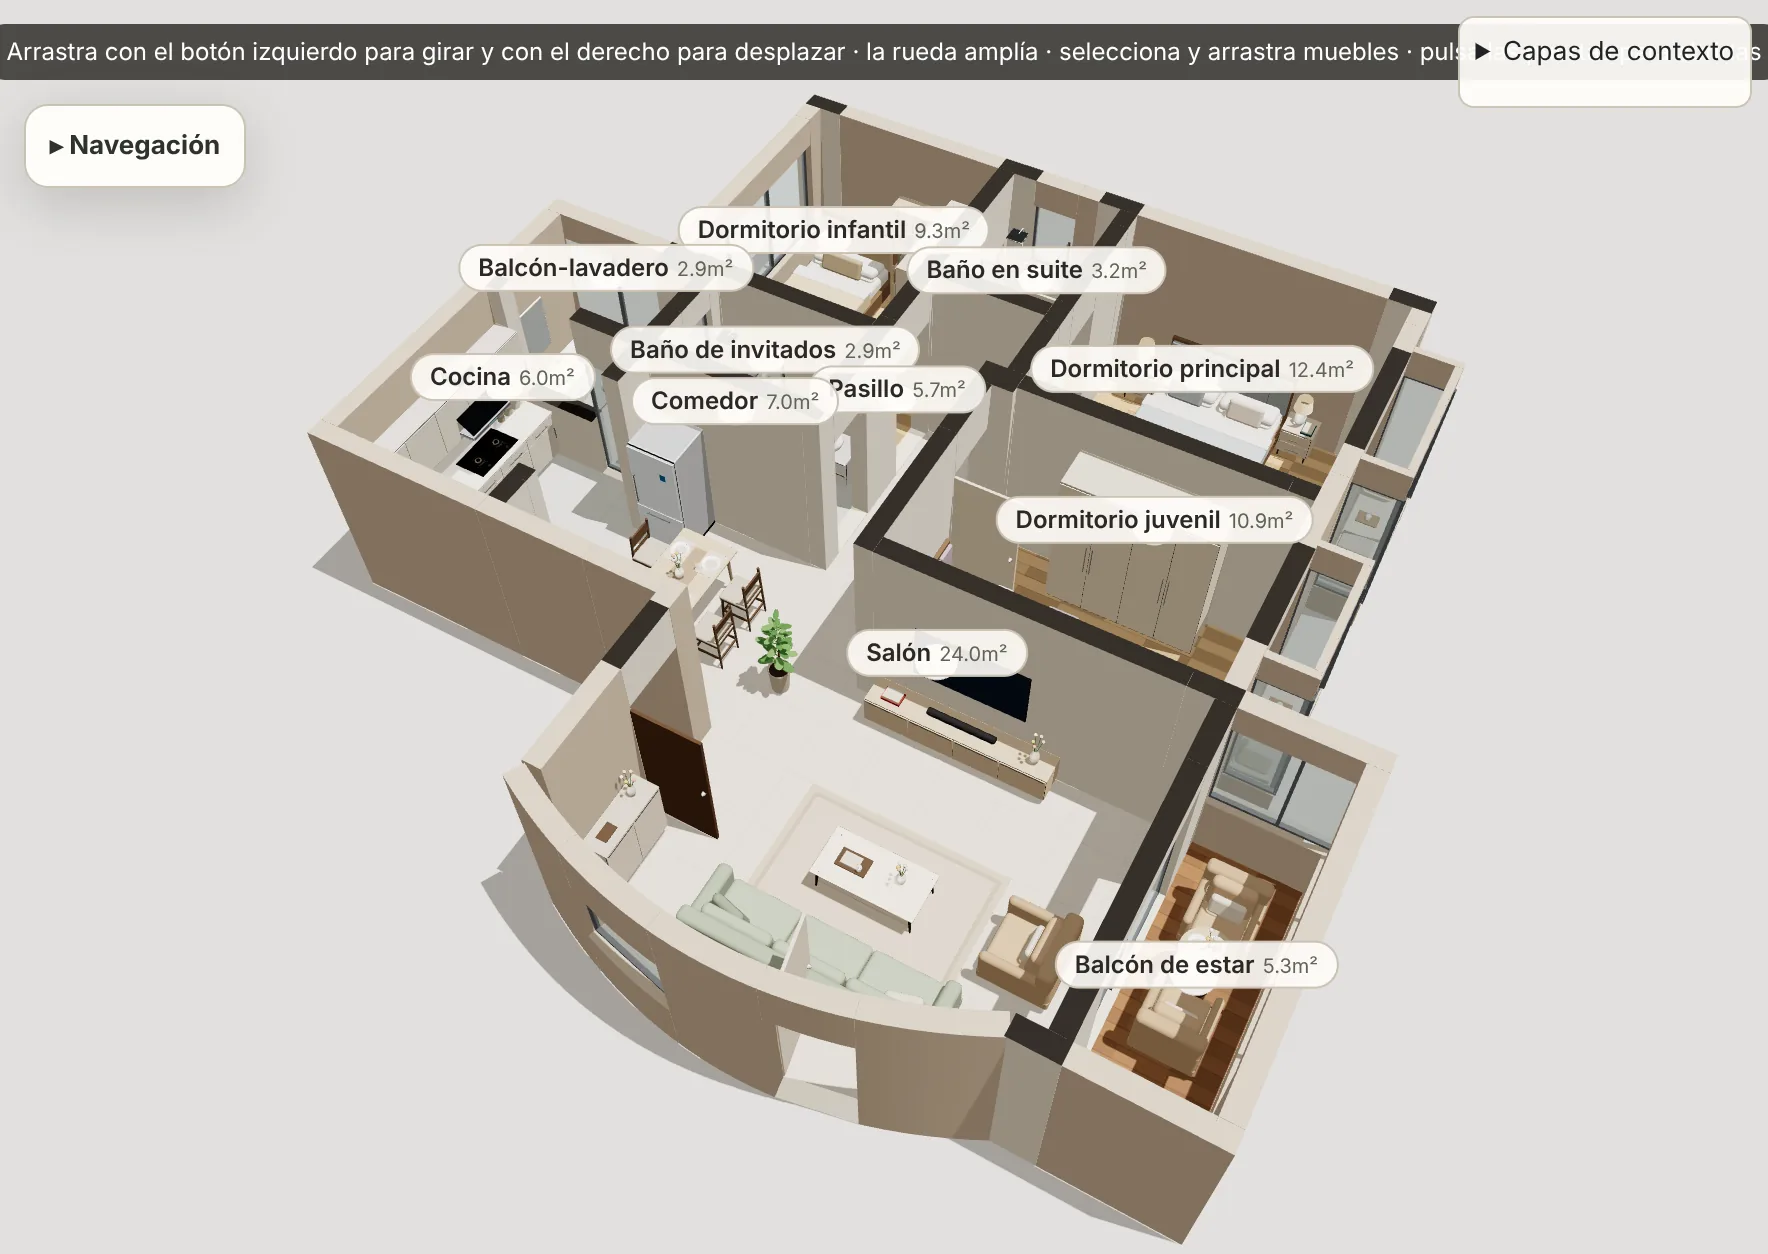 Arrastra con el botón izquierdo para girar y con el derecho para desplazar · la rueda amplía · selecciona y arrastra muebles ·
▶ Capas de contexto
▸ Navegación
Dormitorio infantil 9.3m²
Balcón-lavadero 2.9m²
Baño en suite 3.2m²
Baño de invitados 2.9m²
Cocina 6.0m²
Dormitorio principal 12.4m²
Pasillo 5.7m²
Comedor 7.0m²
Dormitorio juvenil 10.9m²
Salón 24.0m²
Balcón de estar 5.3m²